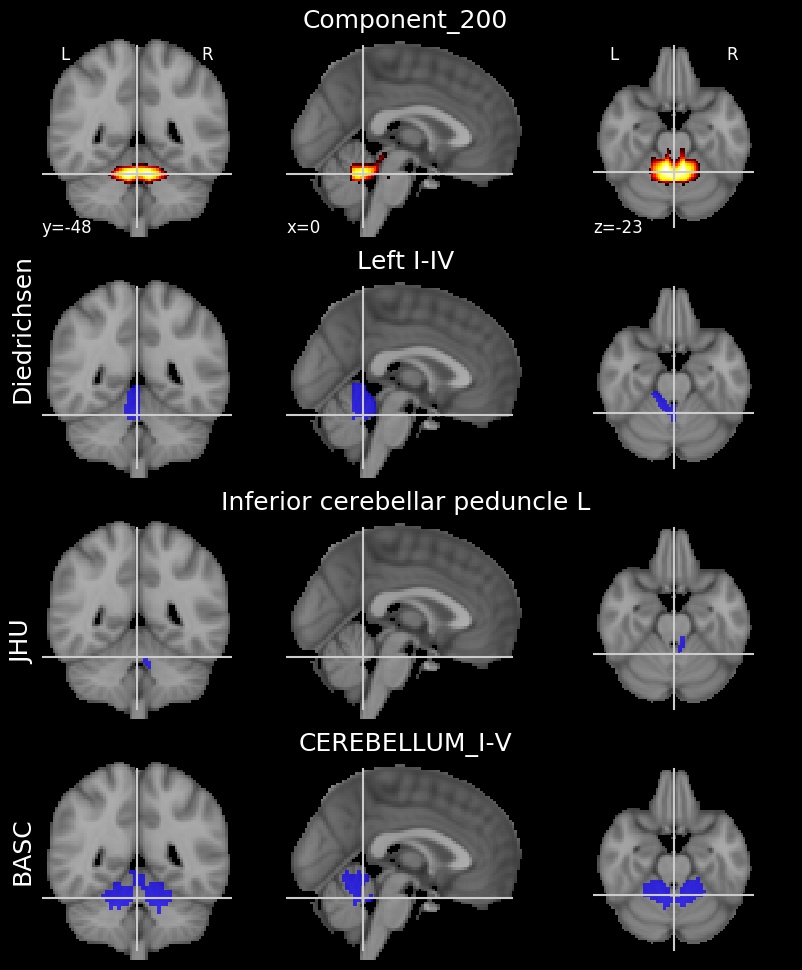 Component_200
L R L R
y=-48 x=0 z=-23
Left I-IV
Diedrichsen
Inferior cerebellar peduncle L
JHU
CEREBELLUM_I-V
BASC